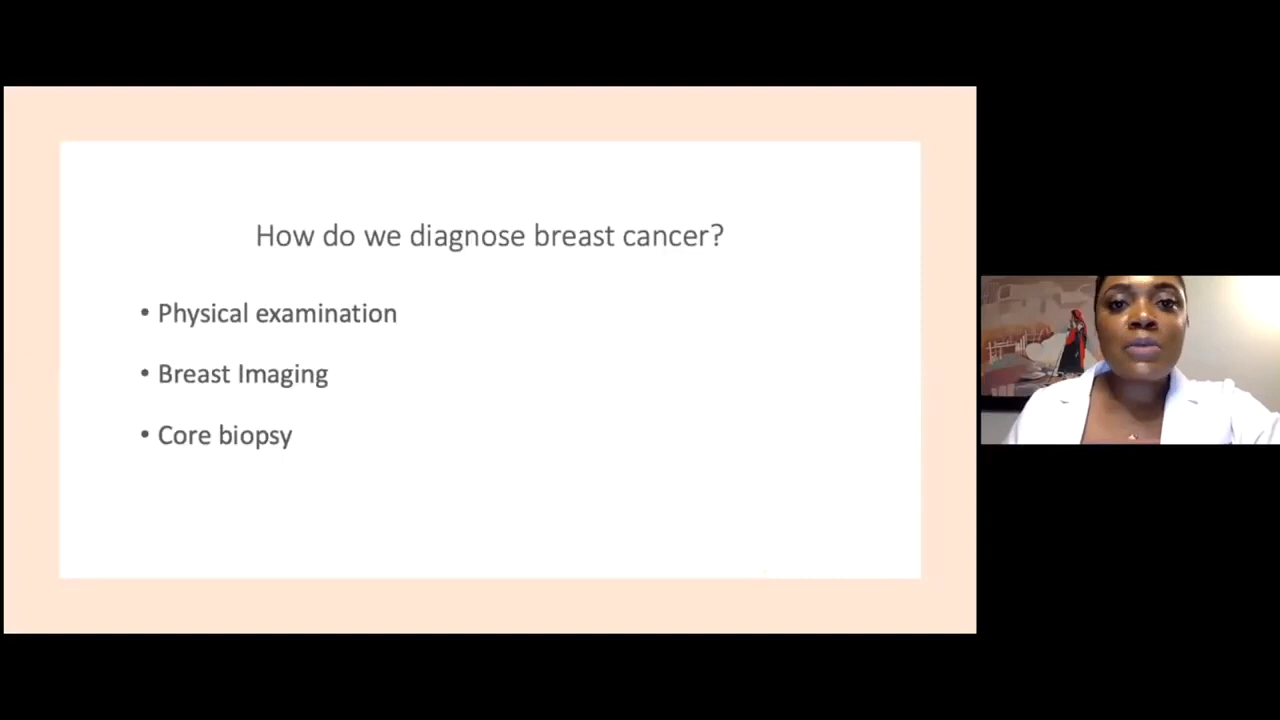 How do we diagnose breast cancer?
• Physical examination
• Breast Imaging
• Core biopsy